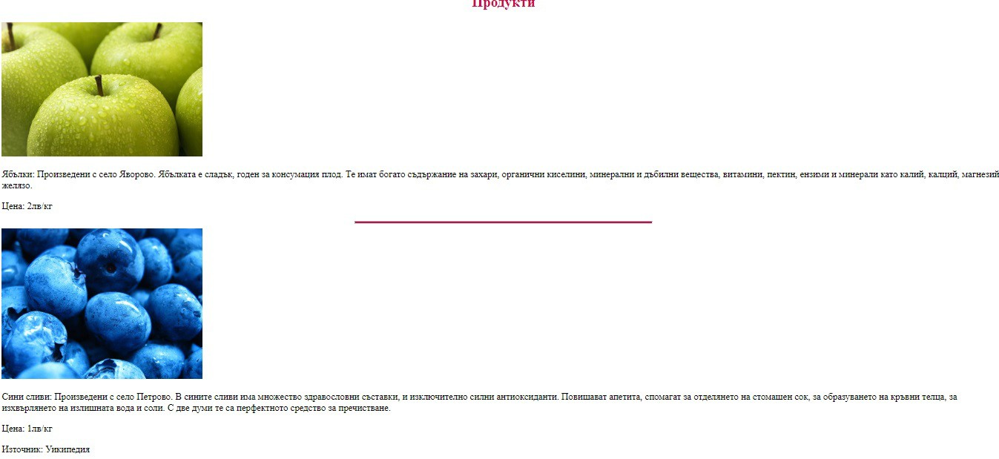 Продукти
Ябълки: Произведени с село Яворово. Ябълката е сладък, годен за консумация плод. Те имат богато съдържание на захари, органични киселини, минерални и дъбилни вещества, витамини, пектин, ензими и минерали като калий, калций, магнезий
желязо.
Цена: 2лв/кг
Сини сливи: Произведени с село Петрово. В сините сливи има множество здравословни съставки, и изключително силни антиоксиданти. Повишават апетита, спомагат за отделянето на стомашен сок, за образуването на кръвни телца, за
изхвърлянето на излишната вода и соли. С две думи те са перфектното средство за пречистване.
Цена: 1лв/кг
Източник: Уикипедия